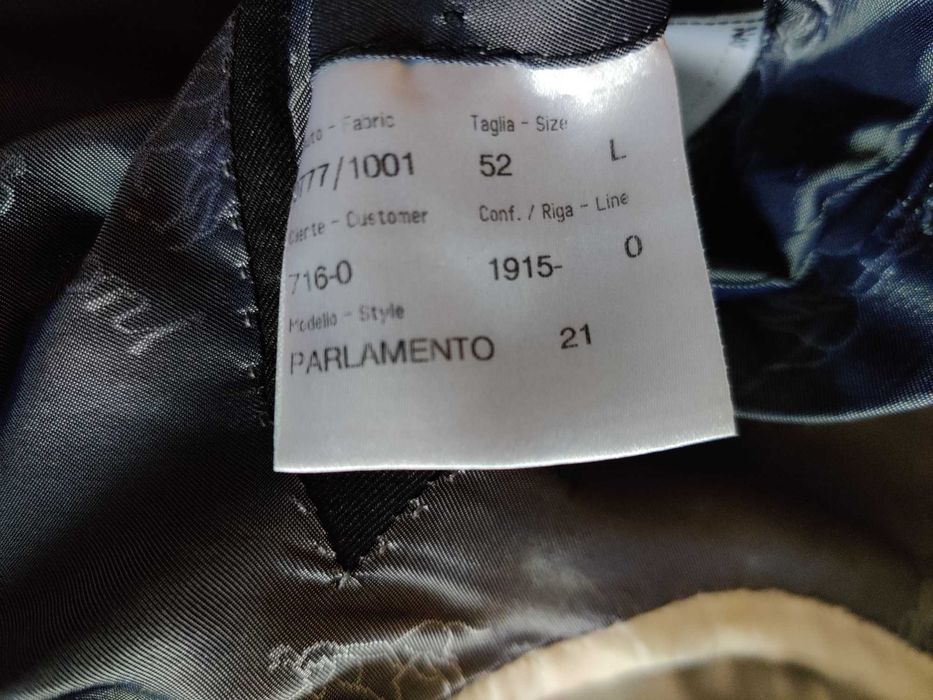 - Fabric Taglia - Size
777/1001 52 L
- Customer Conf. / Riga - Line
716-0 1915- 0
Modello - Style
PARLAMENTO 21